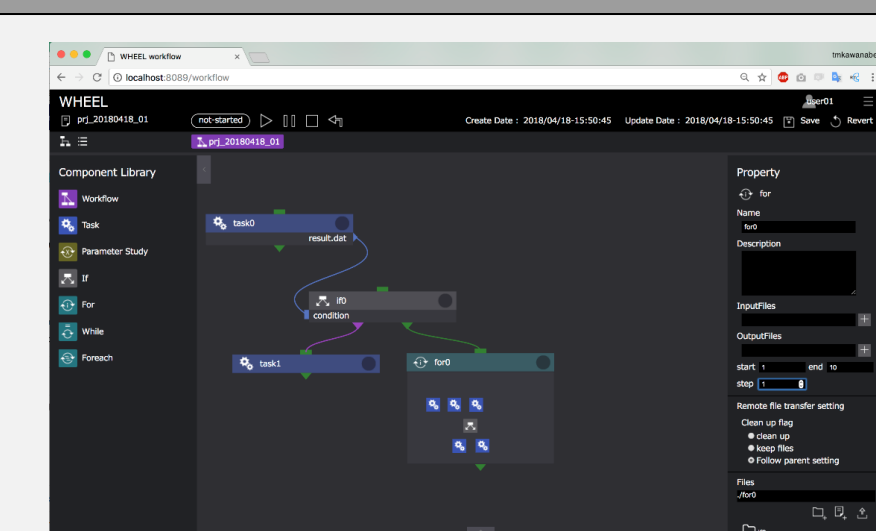 WHEEL workflow
tmkawanabe
localhost:8089/workflow
WHEEL
user01
prj_20180418_01
not-started
Create Date : 2018/04/18-15:50:45
Update Date : 2018/04/18-15:50:45
Save
Revert
prj_20180418_01
Component Library
Workflow
Task
Parameter Study
If
For
While
Foreach
task0
result.dat
if0
condition
task1
for0
Property
for
Name
for0
Description
InputFiles
OutputFiles
start 1 end 10
step 1
Remote file transfer setting
Clean up flag
clean up
keep files
Follow parent setting
Files
./for0